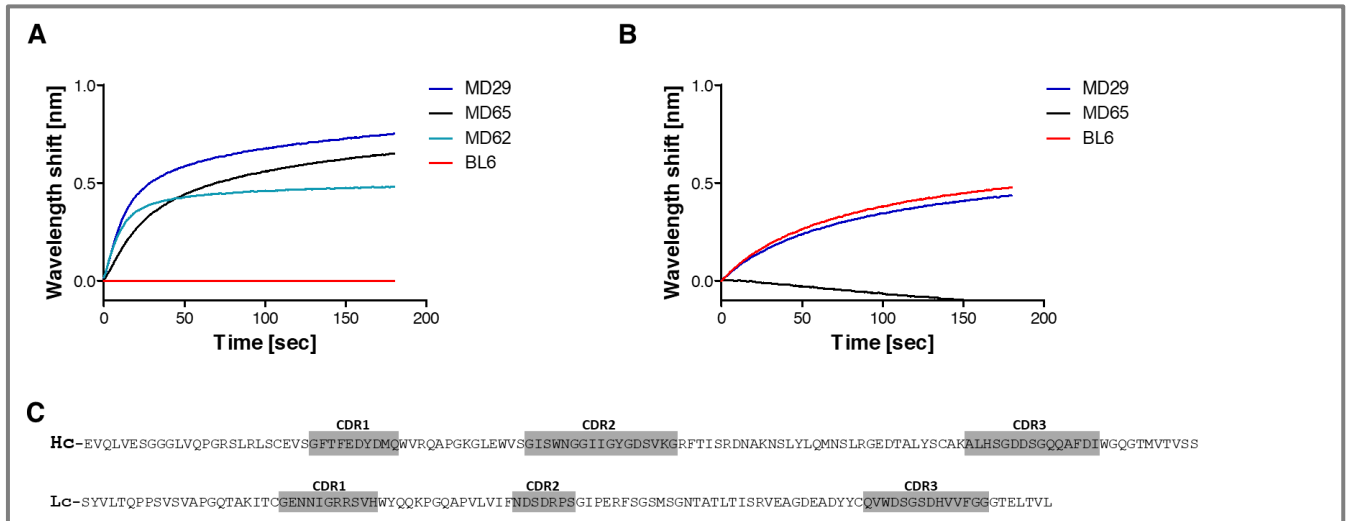 A
B
1.0
0.5
0.0
Wavelength shift [nm]
0 50 100 150 200
Time [sec]
MD29
MD65
MD62
BL6
1.0
0.5
0.0
Wavelength shift [nm]
0 50 100 150 200
Time [sec]
MD29
MD65
BL6
C
CDR1 CDR2 CDR3
Hc-EVQLVESGGGLVQPGRSLRLSCEVSGFTFEDYDMQWVRQAPGKGLEWVSGISWNGGIIGYGDSVKGRFTISRDNAKNSLYLQMNSLRGEDTALYSCAKALHSGDDSGQQAFDIWGQGTMVTVSS
CDR1 CDR2 CDR3
Lc-SYVLTQPPSVSVAPGQTAKITCGENNIGRRSVHWYQQKPGQAPVLVIFNDSDRPSGIPERFSGSMSGNTATLTISRVEAGDEADYYCQVWDSGSDHVVFGGGTELTVL